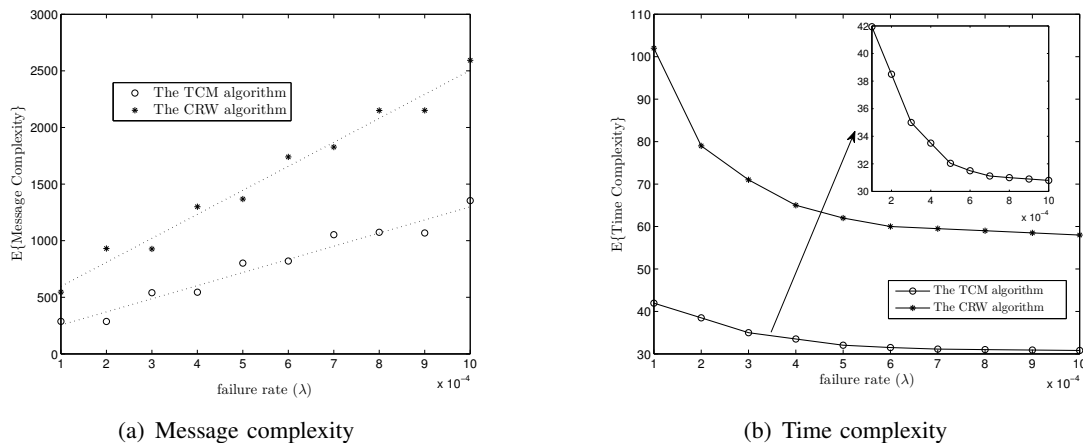 3000
2500
2000
1500
1000
500
0
E{Message Complexity}
The TCM algorithm
The CRW algorithm
1 2 3 4 5 6 7 8 9 10
x 10⁻⁴
failure rate (λ)
(a) Message complexity
110
100
90
80
70
60
50
40
30
E{Time Complexity}
42
40
38
36
34
32
30
2 4 6 8 10
x 10⁻⁴
The TCM algorithm
The CRW algorithm
1 2 3 4 5 6 7 8 9 10
x 10⁻⁴
failure rate (λ)
(b) Time complexity